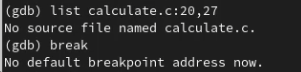 (gdb) list calculate.c:20,27
No source file named calculate.c.
(gdb) break
No default breakpoint address now.